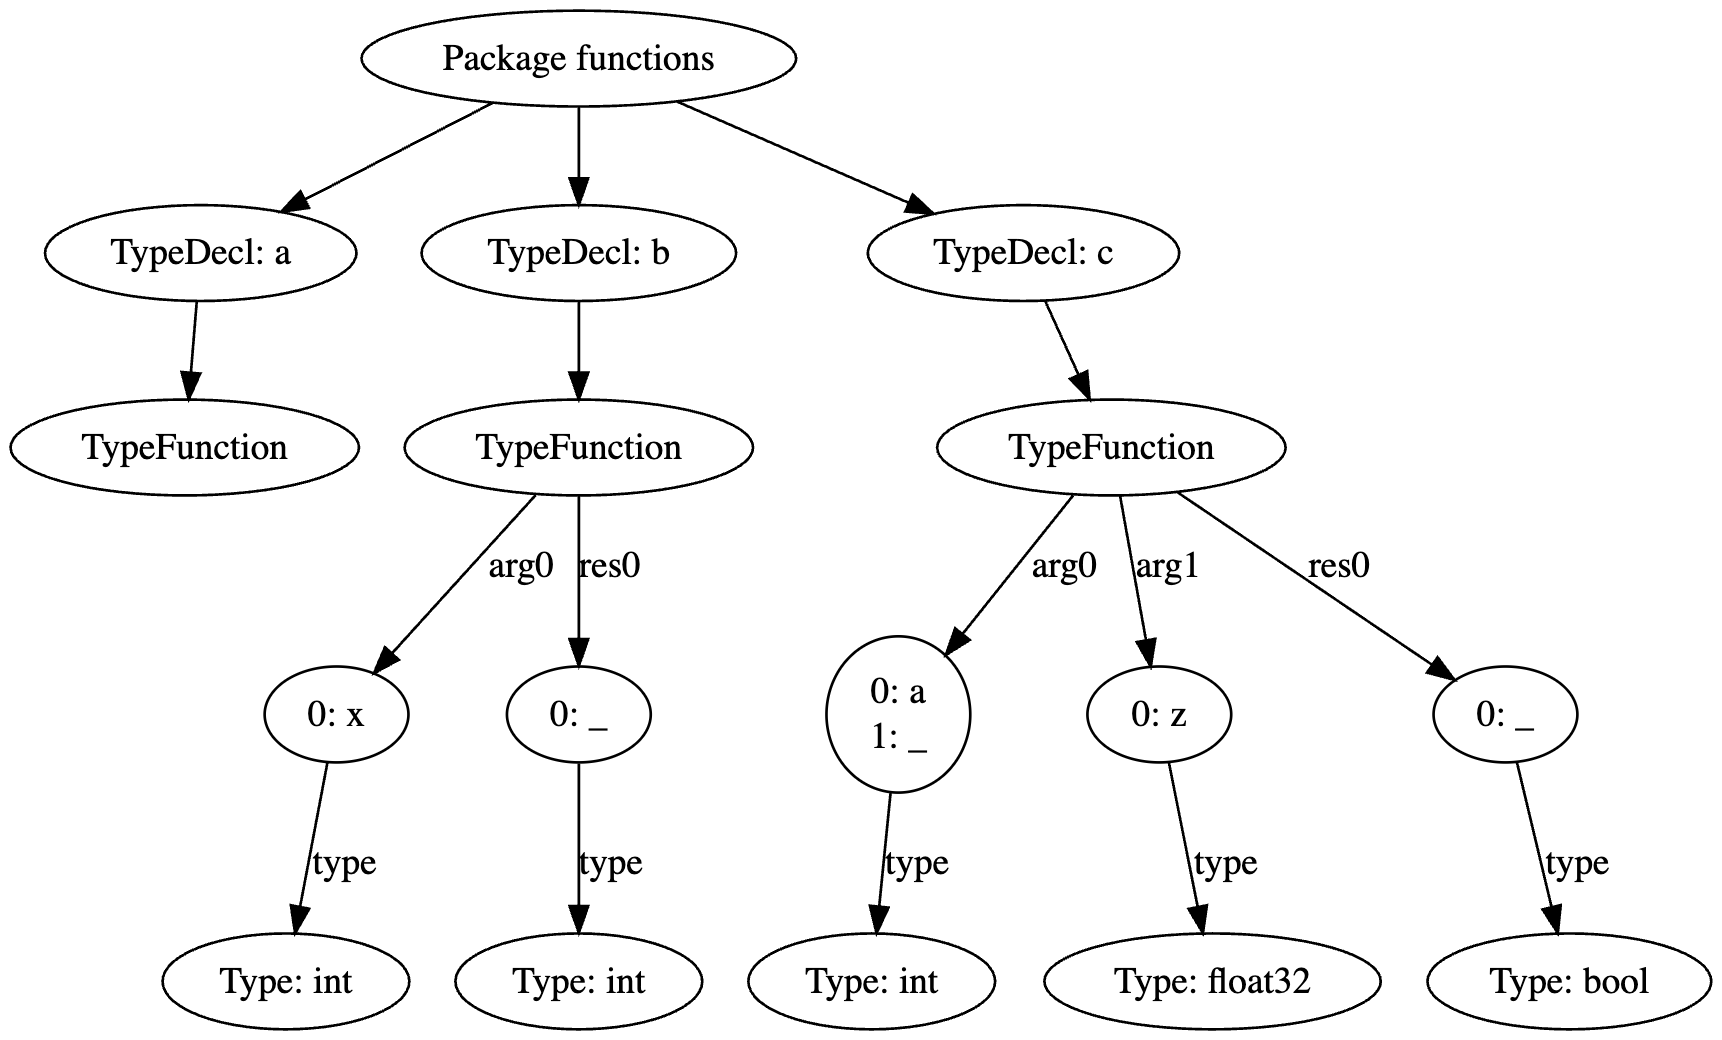 Package functions
TypeDecl: a
TypeDecl: b
TypeDecl: c
TypeFunction
TypeFunction
TypeFunction
arg0
res0
arg0
arg1
res0
0: x
0: _
0: a
1: _
0: z
0: _
type
type
type
type
type
Type: int
Type: int
Type: int
Type: float32
Type: bool